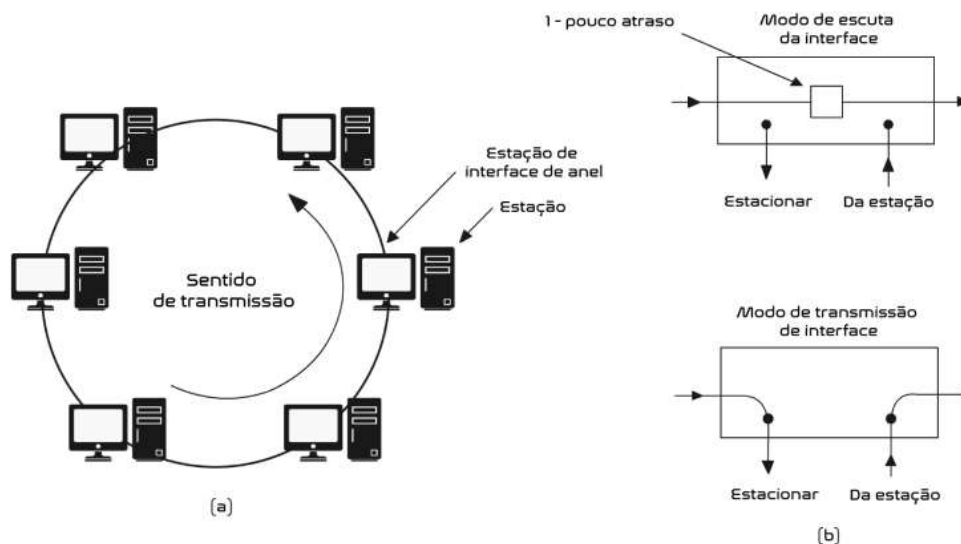 Estação de
interface de anel
Estação
Sentido
de transmissão
(a)
1 - pouco atraso
Modo de escuta
da interface
Estacionar
Da estação
Modo de transmissão
de interface
Estacionar
Da estação
(b)